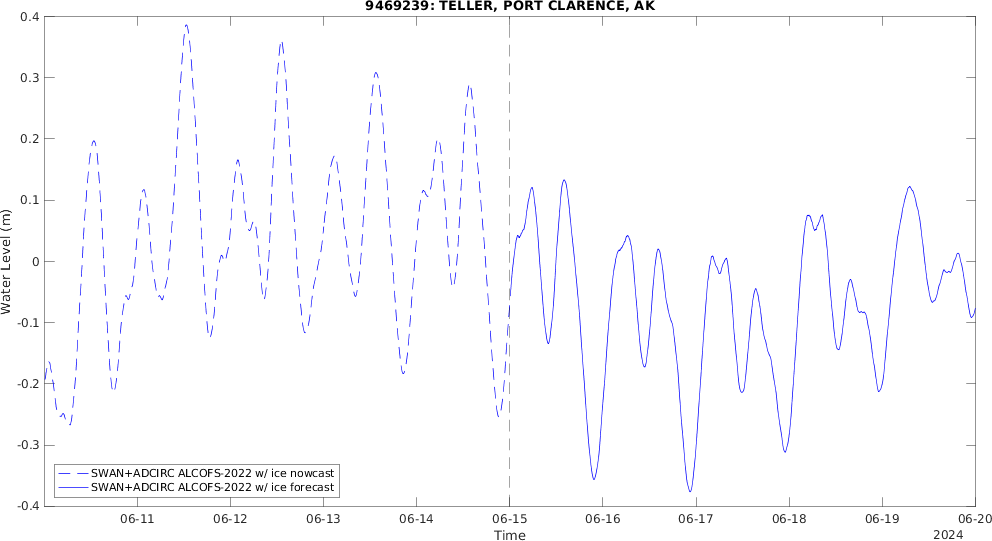 9469239: TELLER, PORT CLARENCE, AK
0.4
0.3
0.2
0.1
0
-0.1
-0.2
-0.3
-0.4
Water Level (m)
SWAN+ADCIRC ALCOFS-2022 w/ ice nowcast
SWAN+ADCIRC ALCOFS-2022 w/ ice forecast
06-11 06-12 06-13 06-14 06-15 06-16 06-17 06-18 06-19 06-20
Time
2024